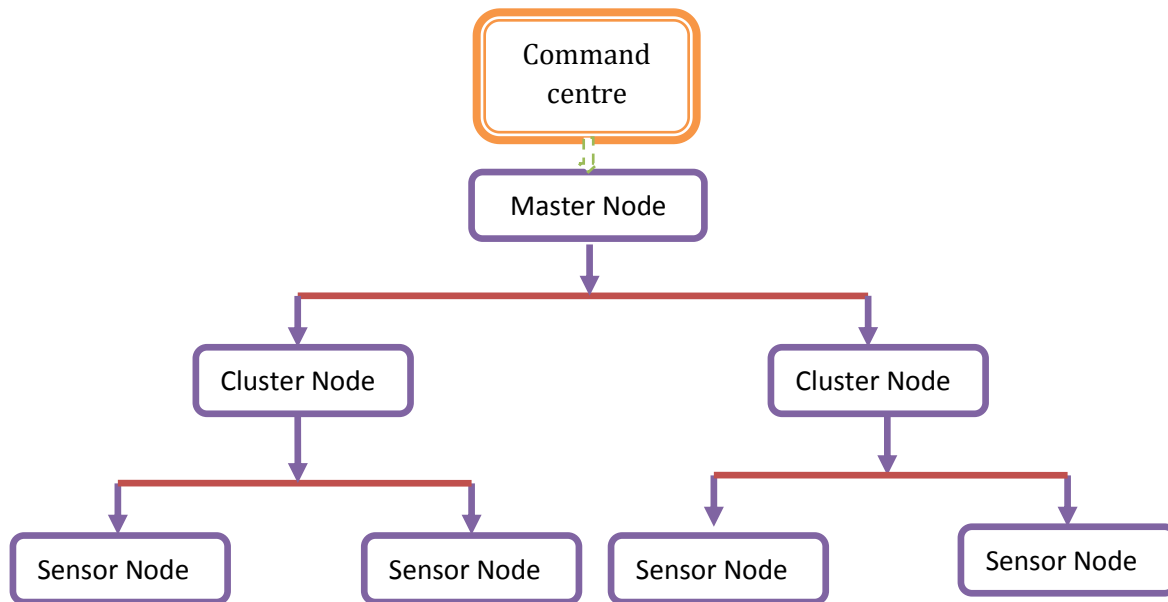 Command
centre
Master Node
Cluster Node
Cluster Node
Sensor Node
Sensor Node
Sensor Node
Sensor Node